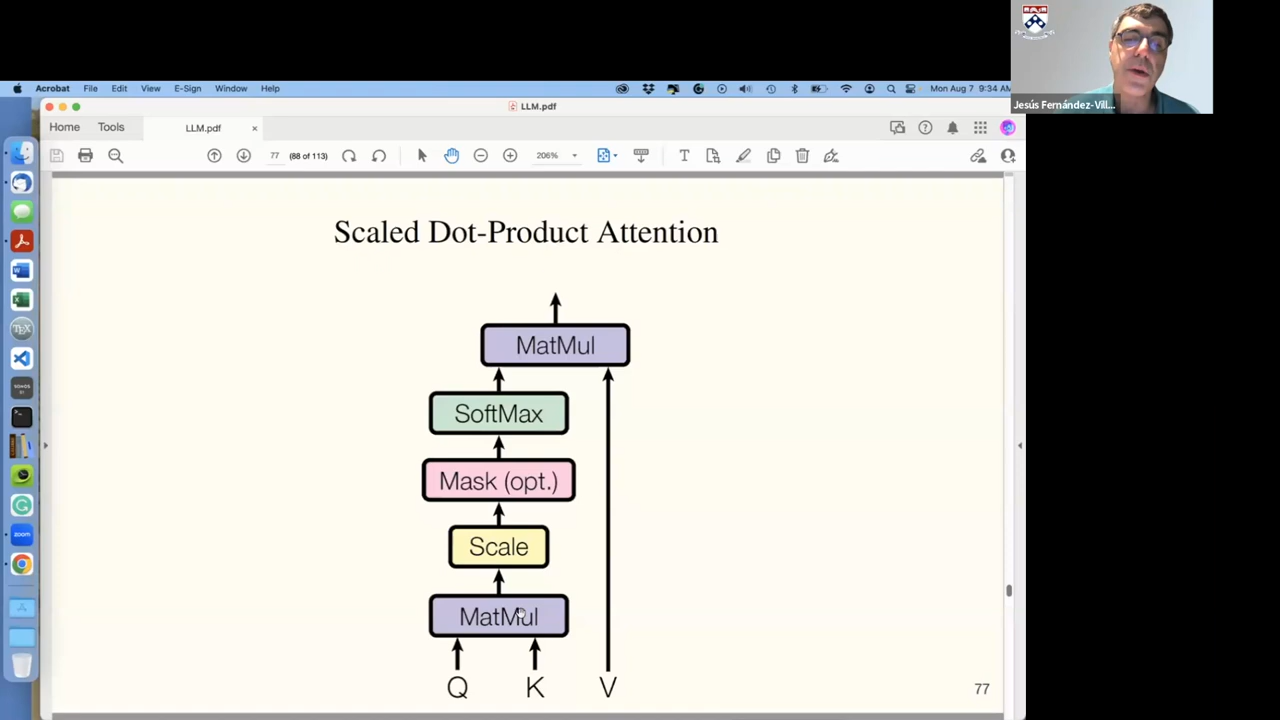 Acrobat File Edit View E-Sign Window Help Mon Aug 7 9:34 AM
Jesús Fernández-Vill...
LLM.pdf
Home Tools LLM.pdf ×
77 (88 of 113) 206%
Scaled Dot-Product Attention
MatMul
SoftMax
Mask (opt.)
Scale
MatMul
Q K V
77
zoom